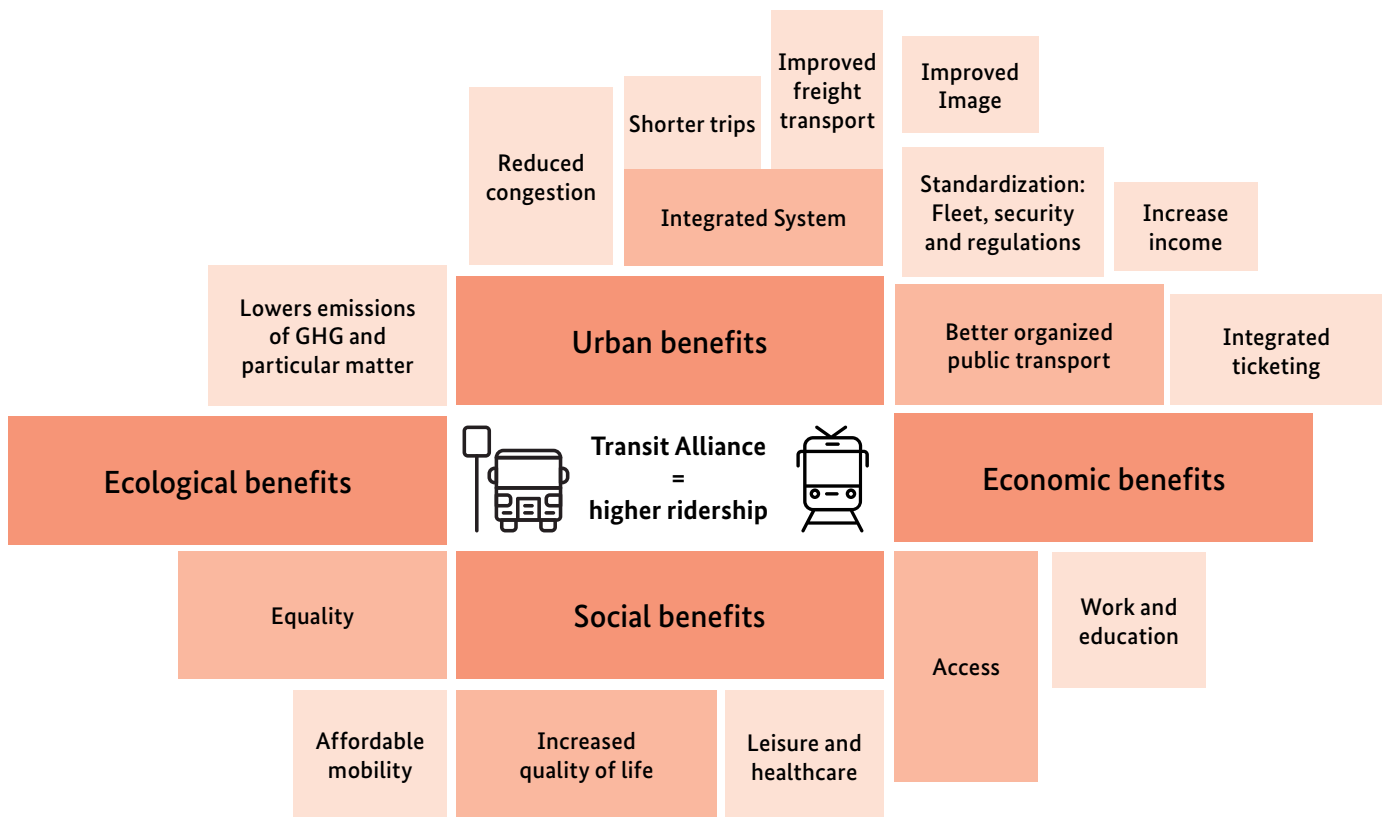 Improved
freight
transport
Improved
Image
Shorter trips
Reduced
congestion
Integrated System
Standardization:
Fleet, security
and regulations
Increase
income
Lowers emissions
of GHG and
particular matter
Urban benefits
Better organized
public transport
Integrated
ticketing
Ecological benefits
Transit Alliance
=
higher ridership
Economic benefits
Equality
Social benefits
Access
Work and
education
Affordable
mobility
Increased
quality of life
Leisure and
healthcare